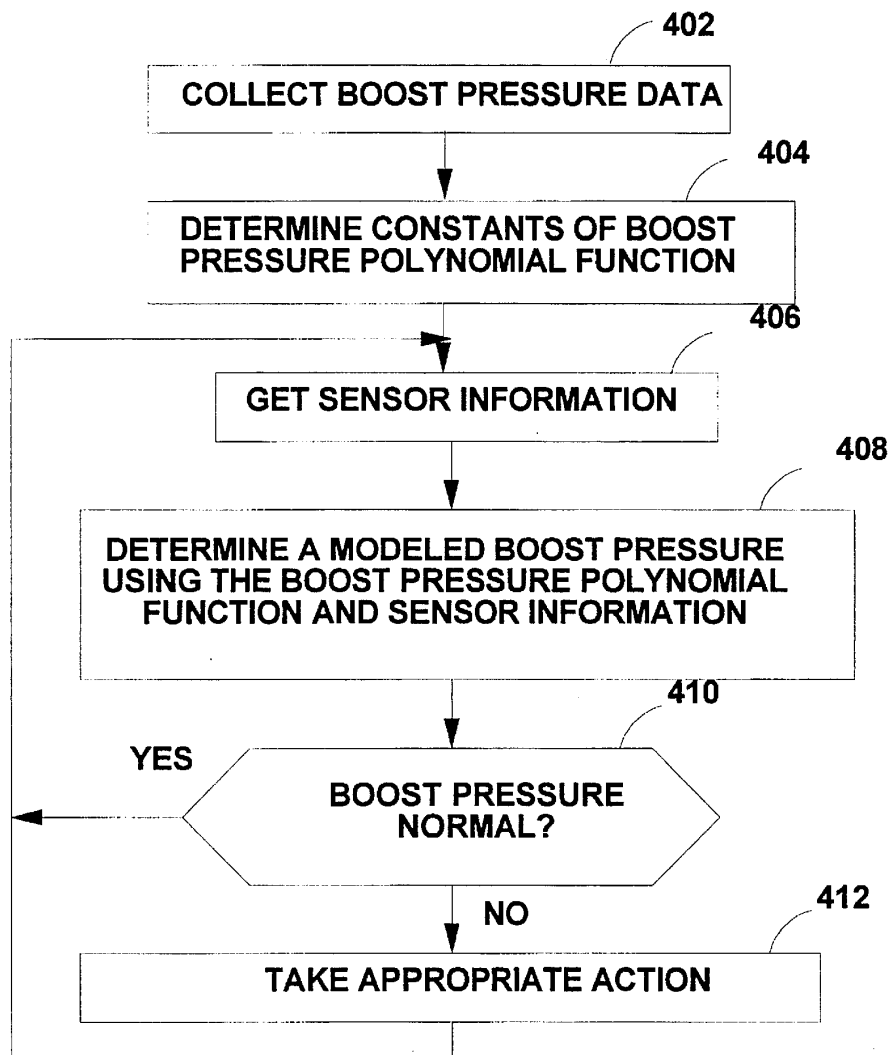 402
COLLECT BOOST PRESSURE DATA
404
DETERMINE CONSTANTS OF BOOST
PRESSURE POLYNOMIAL FUNCTION
406
GET SENSOR INFORMATION
408
DETERMINE A MODELED BOOST PRESSURE
USING THE BOOST PRESSURE POLYNOMIAL
FUNCTION AND SENSOR INFORMATION
410
YES
BOOST PRESSURE
NORMAL?
NO
412
TAKE APPROPRIATE ACTION